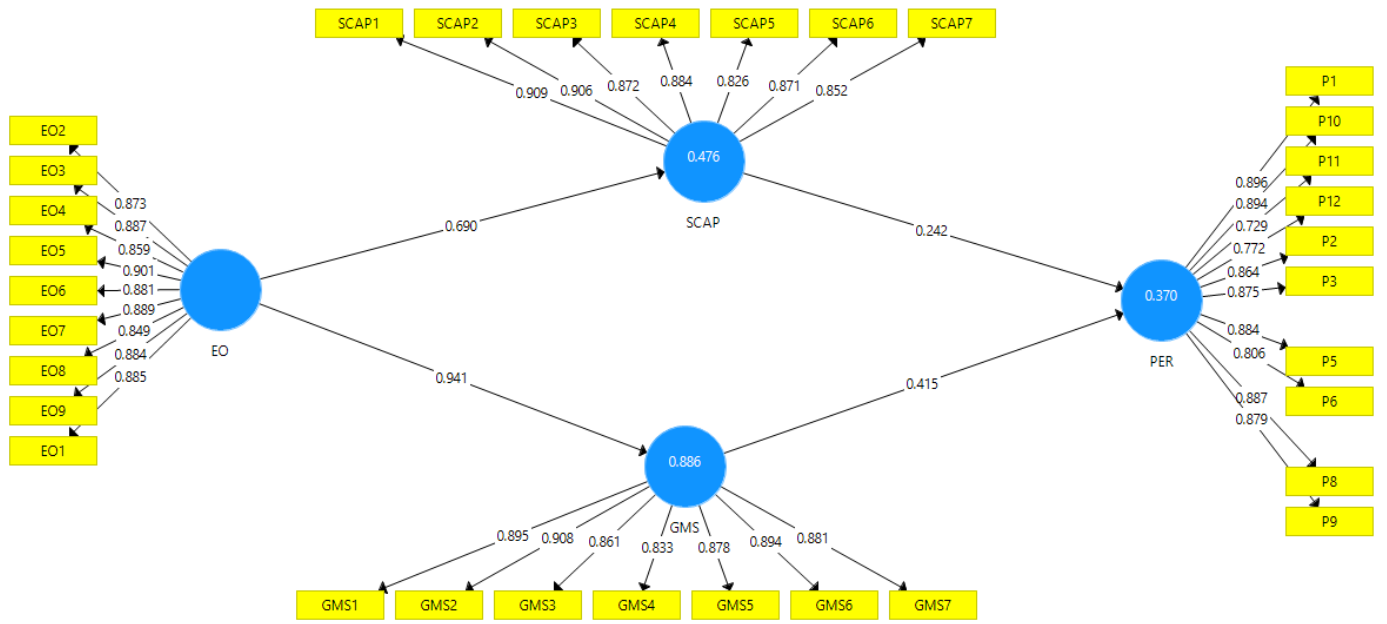 SCAP1 SCAP2 SCAP3 SCAP4 SCAP5 SCAP6 SCAP7
0.909 0.906 0.872 0.884 0.826 0.871 0.852
0.476
SCAP
EO2
EO3
EO4
EO5
EO6
EO7
EO8
EO9
EO1
0.873
0.887
0.859
0.901
0.881
0.889
0.849
0.884
0.885
EO
0.690
0.941
0.242
0.415
0.370
PER
0.896
0.894
0.729
0.772
0.864
0.875
0.884
0.806
0.887
0.879
P1
P10
P11
P12
P2
P3
P5
P6
P8
P9
0.886
GMS
0.895 0.908 0.861 0.833 0.878 0.894 0.881
GMS1 GMS2 GMS3 GMS4 GMS5 GMS6 GMS7